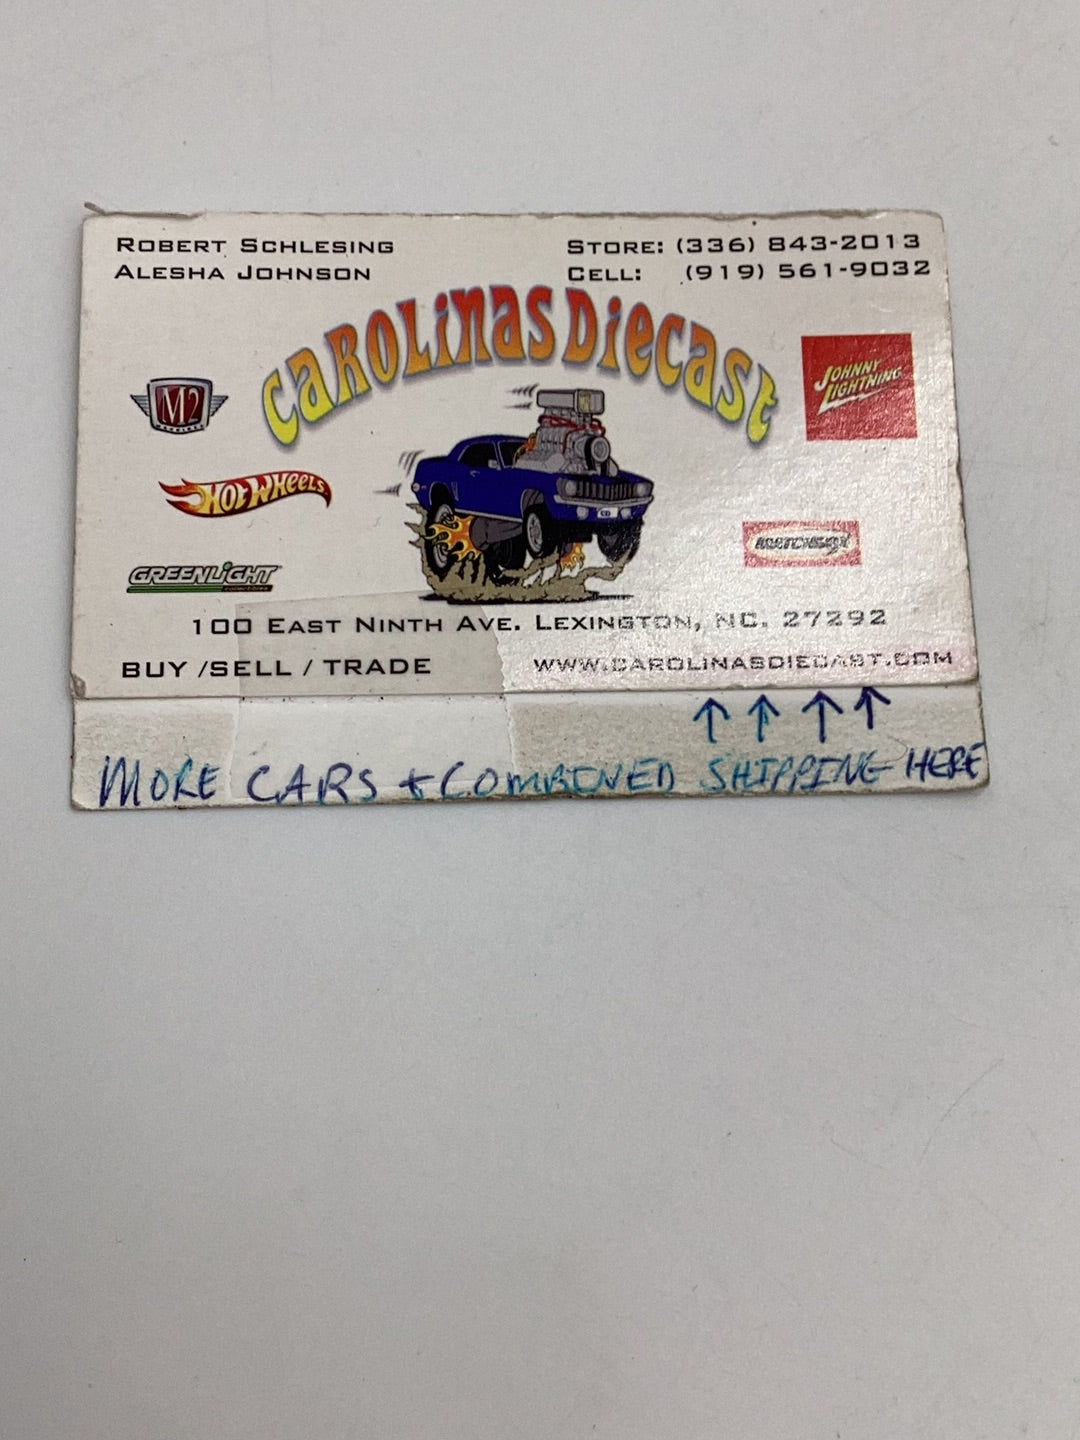 ROBERT SCHLESING
ALESHA JOHNSON
STORE: (336) 843-2013
CELL: (919) 561-9032
CAROLINAS DIECAST
M2
MACHINES
JOHNNY
LIGHTNING
HOT WHEELS
MATCHBOX
GREENLIGHT
CD
100 EAST NINTH AVE. LEXINGTON, NC. 27292
BUY /SELL / TRADE
WWW.CAROLINASDIECAST.COM
MORE CARS + COMBINED SHIPPING HERE